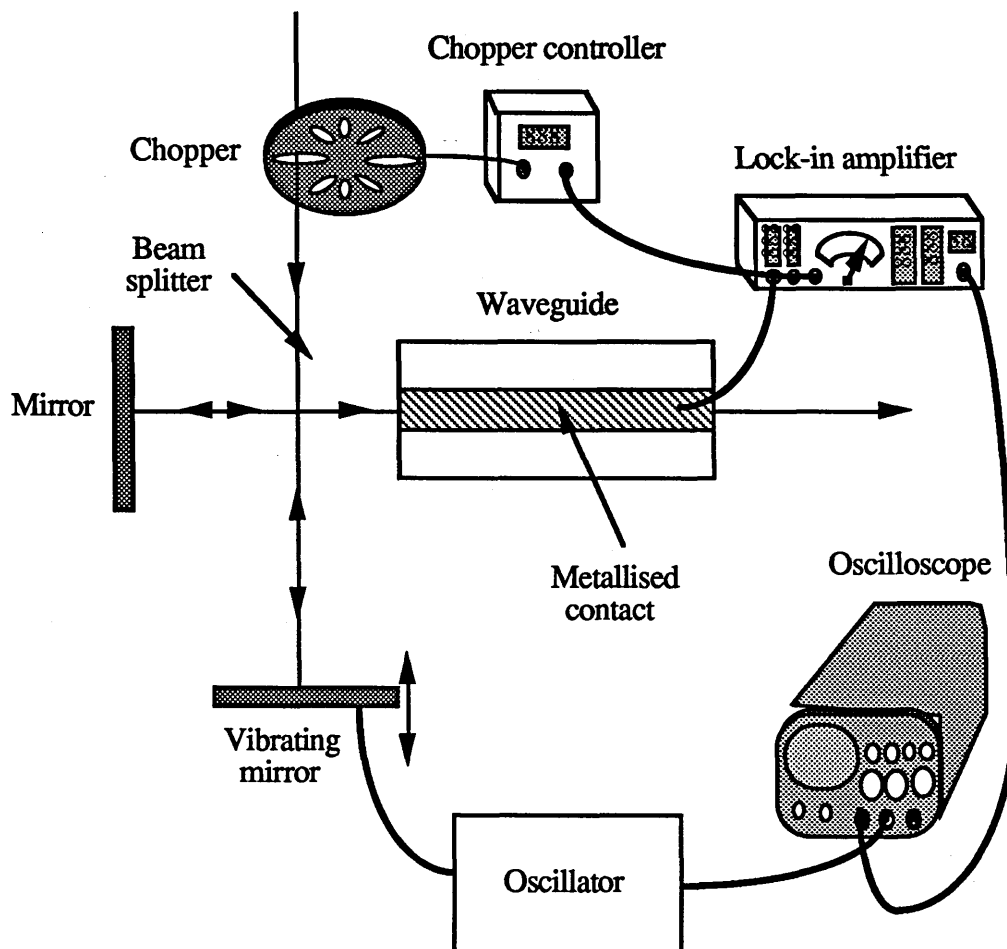 Chopper controller
Chopper
Lock-in amplifier
Beam
splitter
Waveguide
Mirror
Metallised
contact
Oscilloscope
Vibrating
mirror
Oscillator